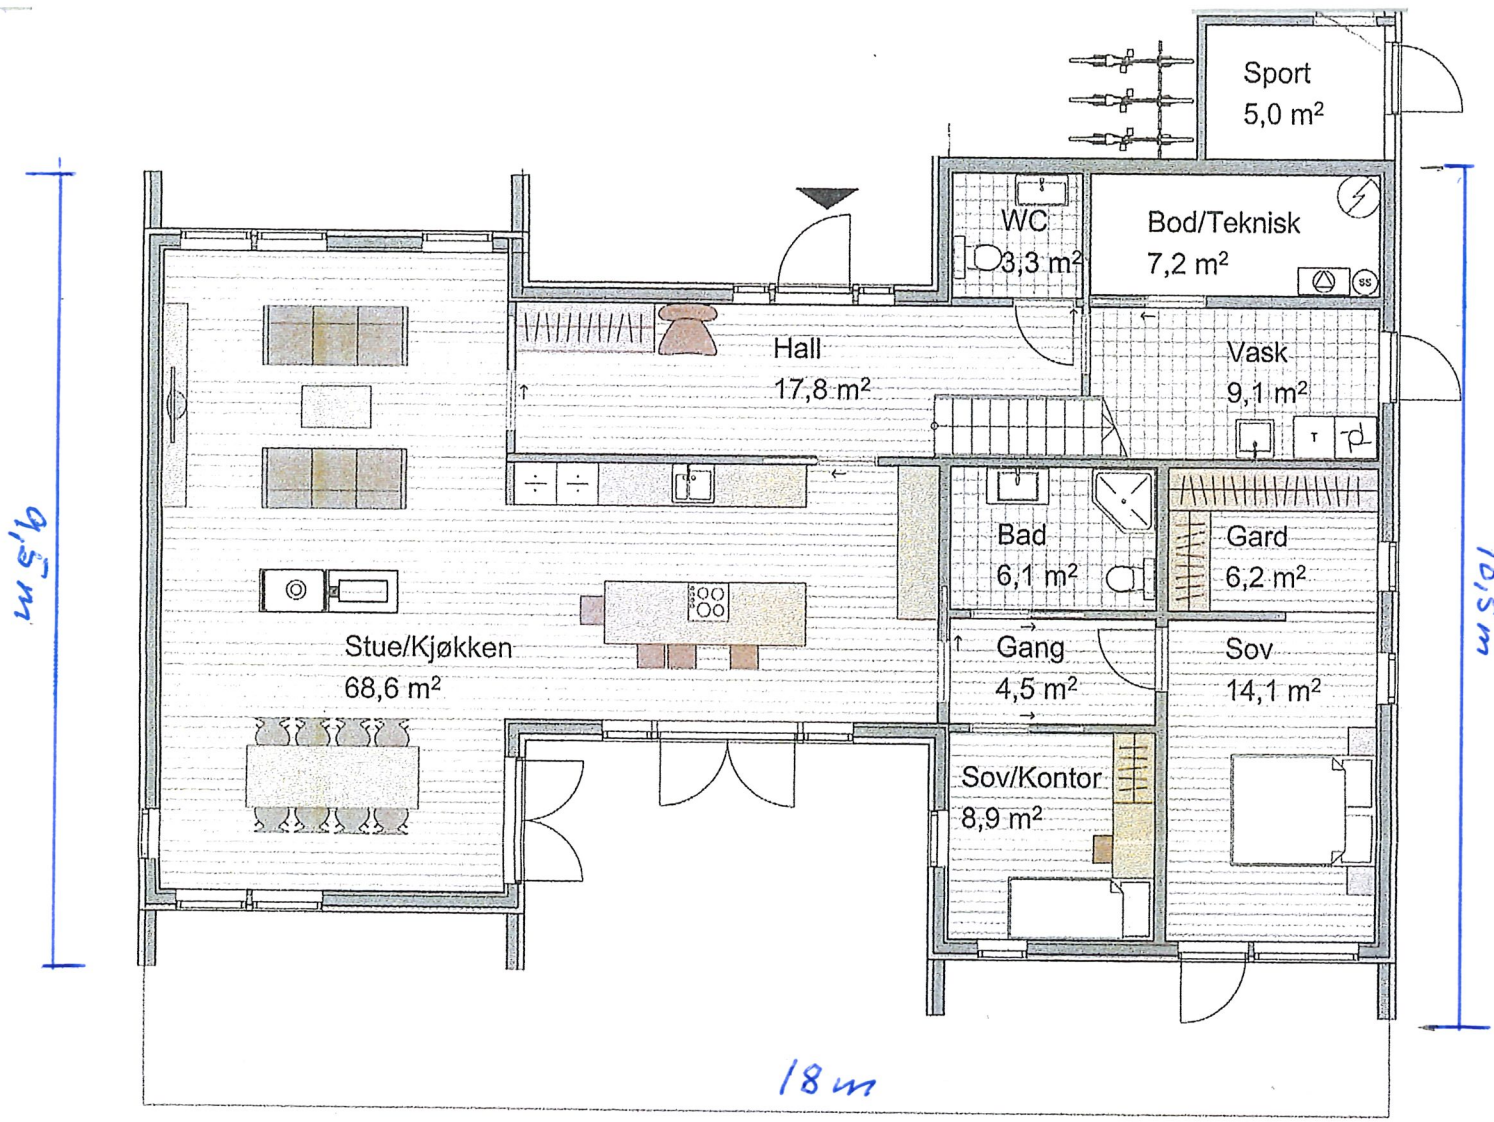 Sport
5,0 m²
WC
3,3 m²
Bod/Teknisk
7,2 m²
SS
Hall
17,8 m²
Vask
9,1 m²
T
Bad
6,1 m²
Gard
6,2 m²
9,5 m
10,5 m
Stue/Kjøkken
68,6 m²
Gang
4,5 m²
Sov
14,1 m²
Sov/Kontor
8,9 m²
18 m